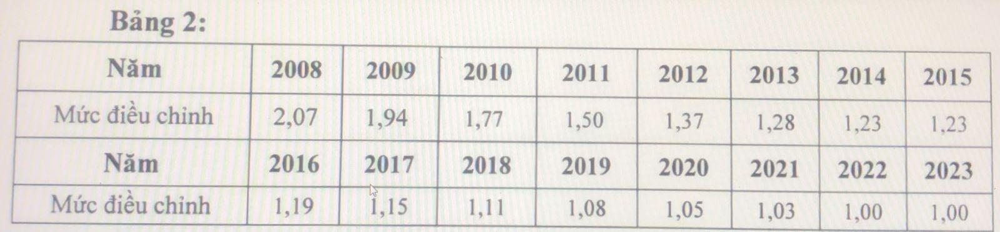 Bảng 2:
Năm 2008 2009 2010 2011 2012 2013 2014 2015
Mức điều chỉnh 2,07 1,94 1,77 1,50 1,37 1,28 1,23 1,23
Năm 2016 2017 2018 2019 2020 2021 2022 2023
Mức điều chỉnh 1,19 1,15 1,11 1,08 1,05 1,03 1,00 1,00